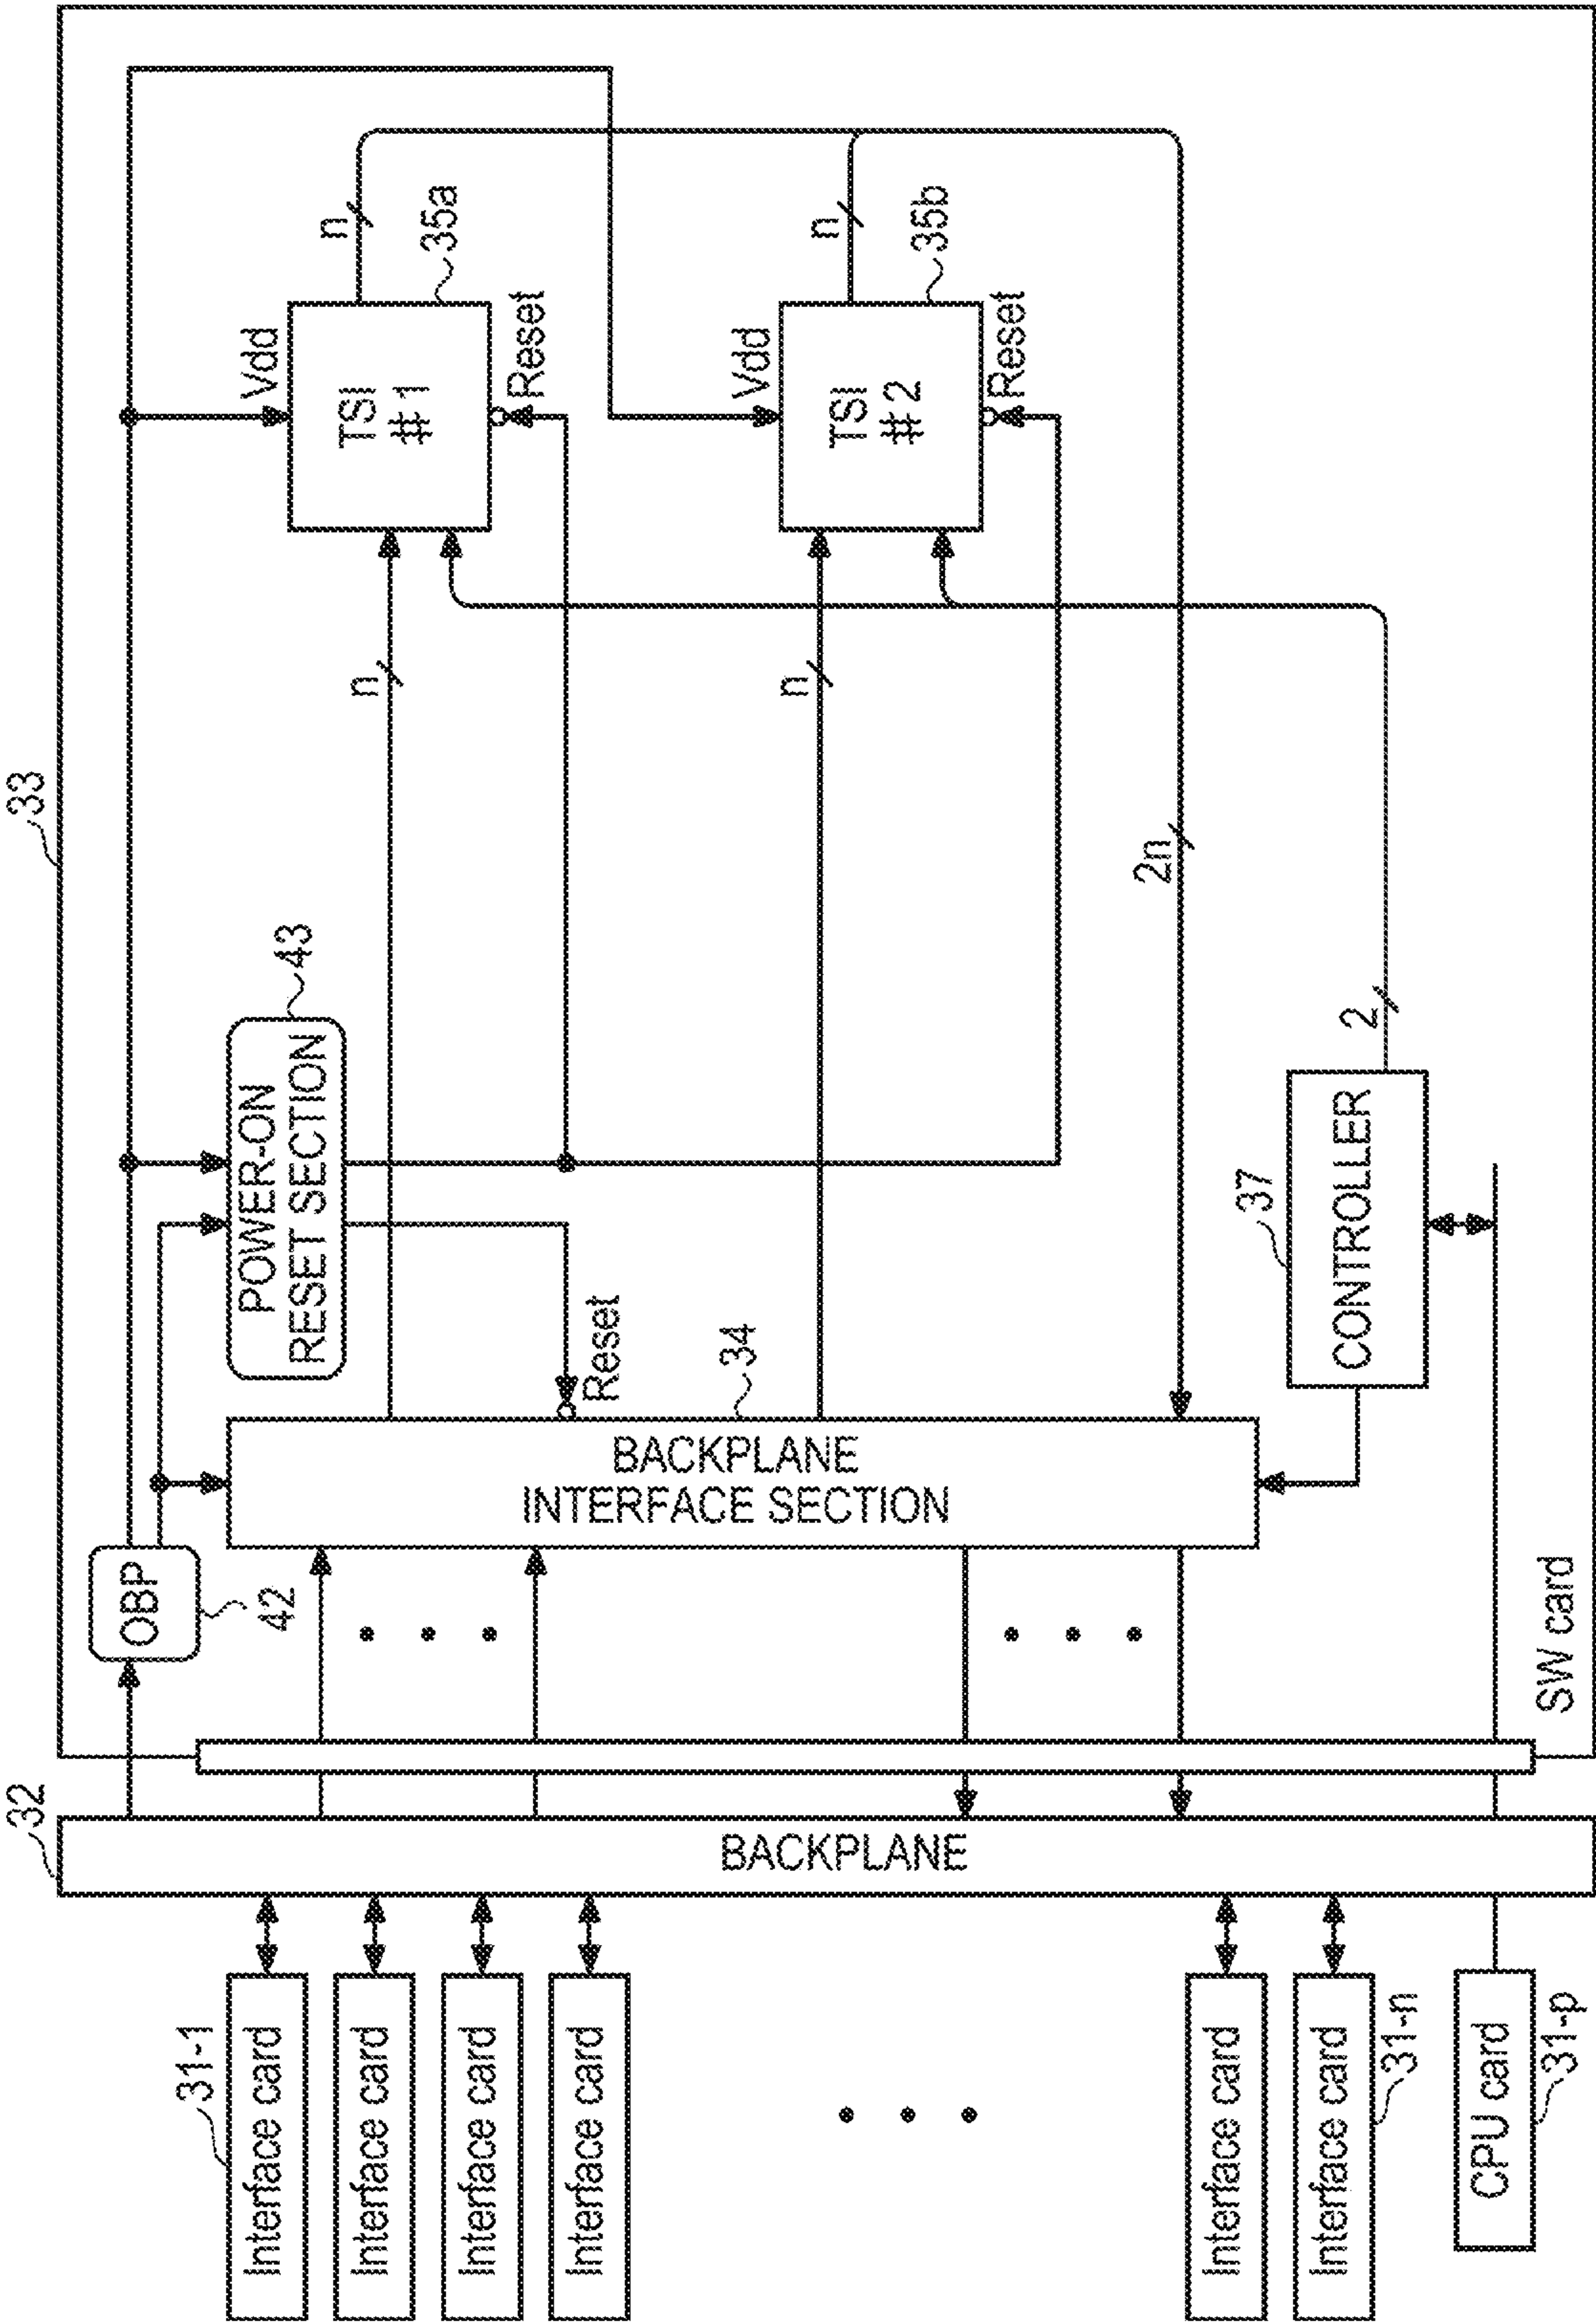 33
43
POWER-ON
RESET SECTION
OBP
42
Vdd
TSI
#1
n
35a
Reset
n
Vdd
TSI
#2
n
35b
Reset
n
Reset
34
BACKPLANE
INTERFACE SECTION
2n
2
37
CONTROLLER
SW card
32
BACKPLANE
31-1
Interface card
Interface card
Interface card
Interface card
Interface card
Interface card
31-n
CPU card
31-p